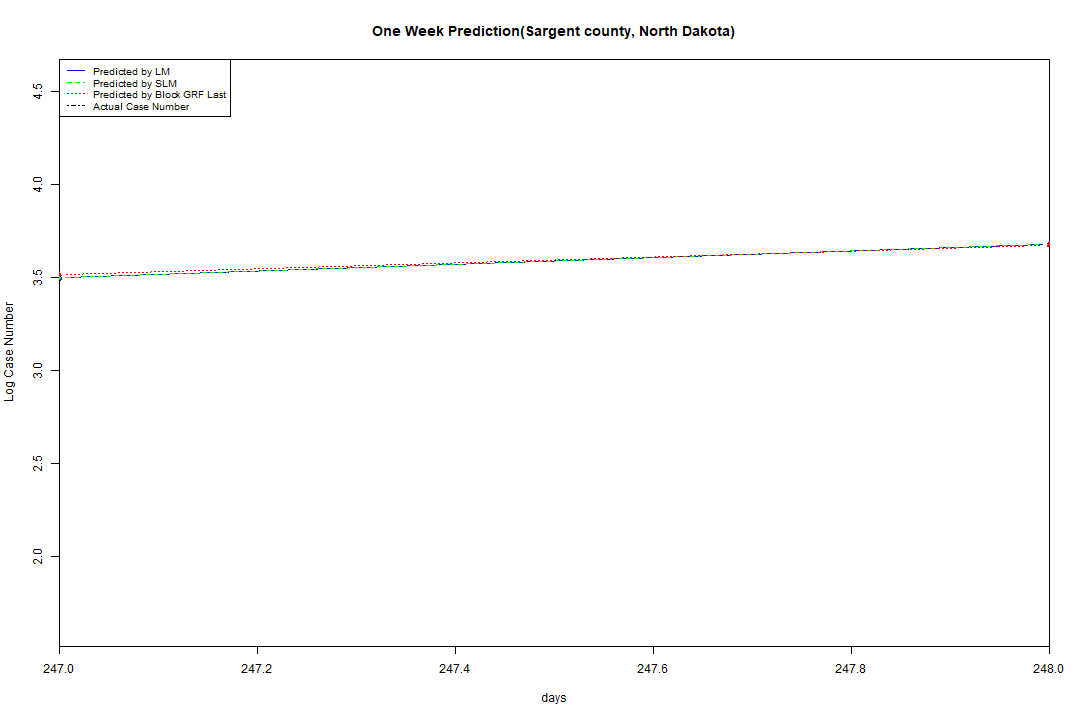 One Week Prediction(Sargent county, North Dakota)
Predicted by LM
Predicted by SLM
Predicted by Block GRF Last
Actual Case Number
4.5
4.0
3.5
3.0
2.5
2.0
Log Case Number
247.0 247.2 247.4 247.6 247.8 248.0
days